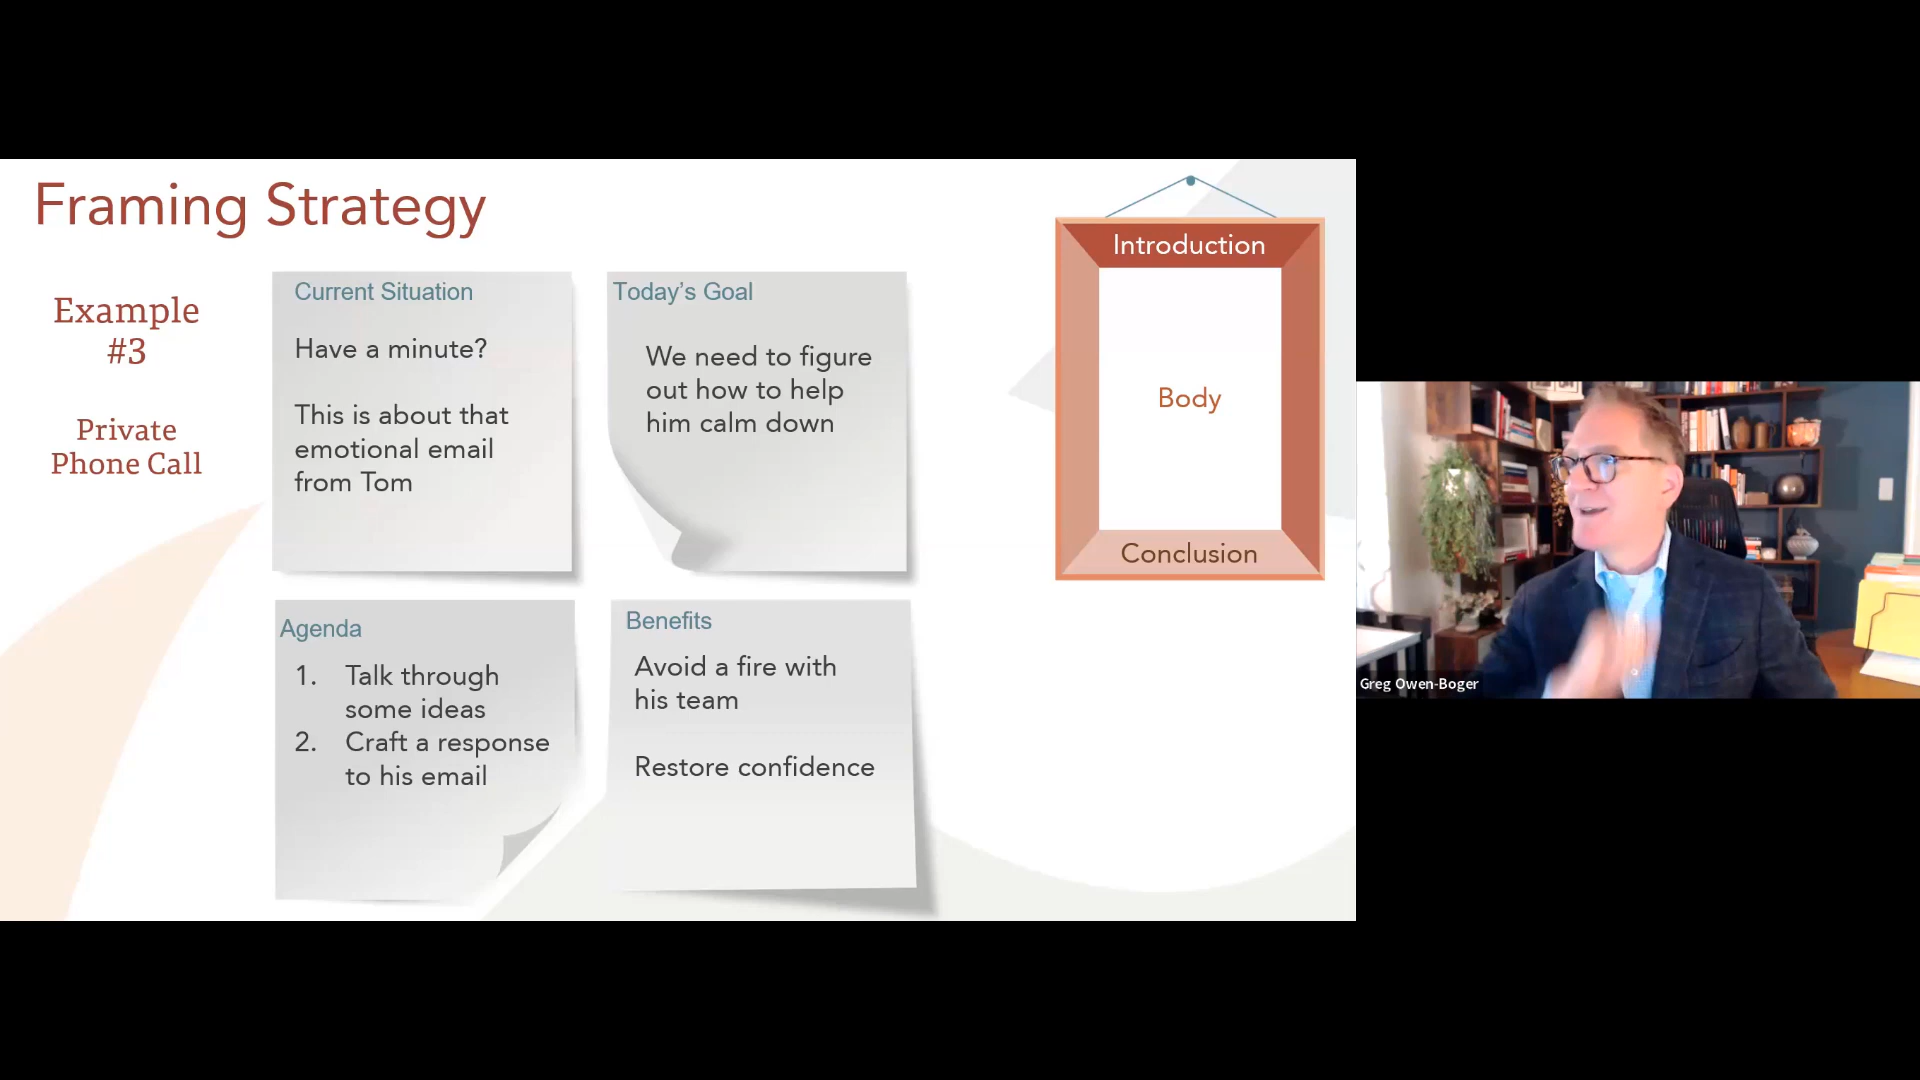 Framing Strategy
Example
#3
Private
Phone Call
Current Situation
Have a minute?
This is about that
emotional email
from Tom
Today's Goal
We need to figure
out how to help
him calm down
Agenda
1. Talk through
some ideas
2. Craft a response
to his email
Benefits
Avoid a fire with
his team
Restore confidence
Introduction
Body
Conclusion
Greg Owen-Boger